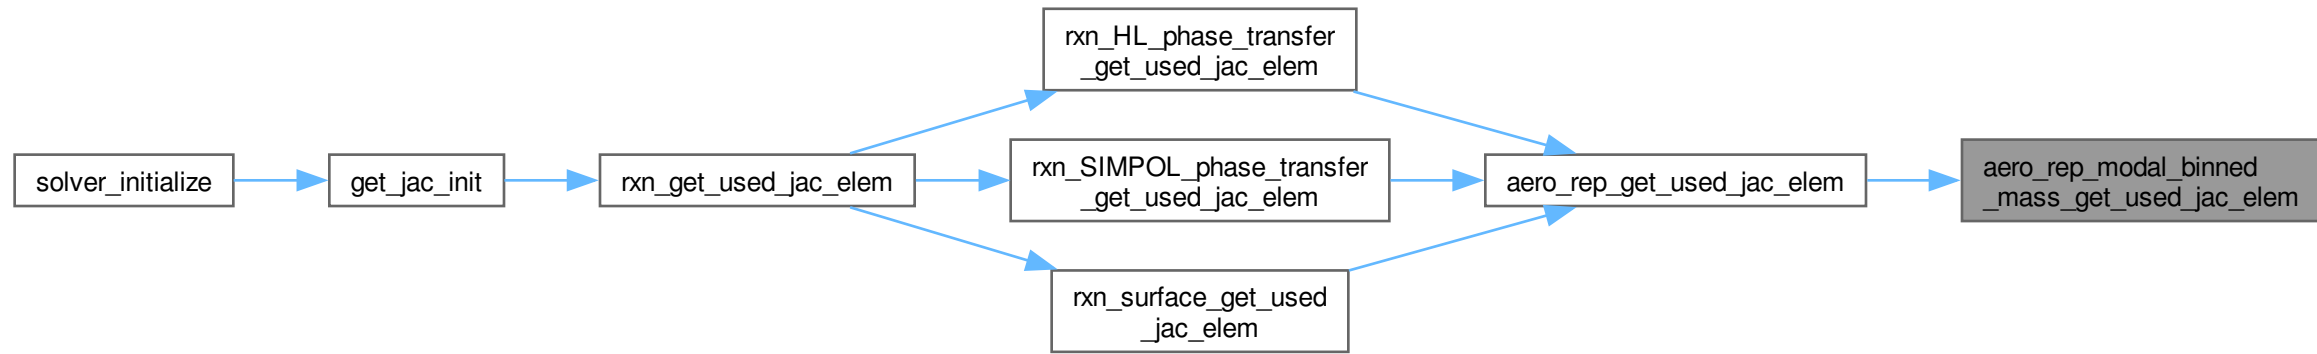 solver_initialize
get_jac_init
rxn_get_used_jac_elem
rxn_HL_phase_transfer
_get_used_jac_elem
rxn_SIMPOL_phase_transfer
_get_used_jac_elem
rxn_surface_get_used
_jac_elem
aero_rep_get_used_jac_elem
aero_rep_modal_binned
_mass_get_used_jac_elem